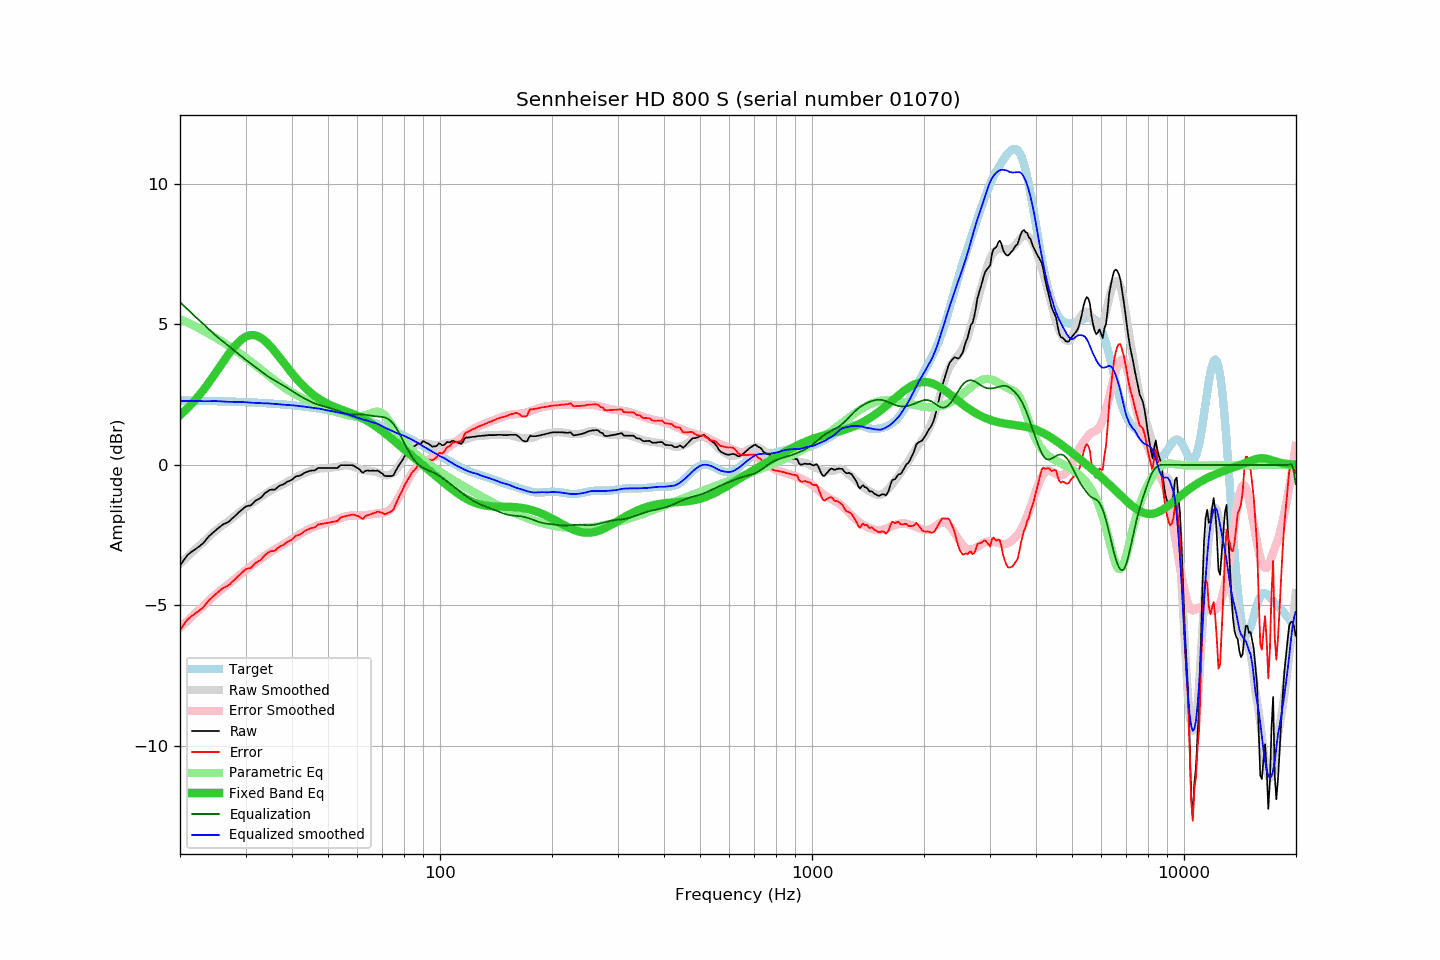 Sennheiser HD 800 S (serial number 01070)
10
5
0
−5
−10
Amplitude (dBr)
Target
Raw Smoothed
Error Smoothed
Raw
Error
Parametric Eq
Fixed Band Eq
Equalization
Equalized smoothed
100
1000
10000
Frequency (Hz)